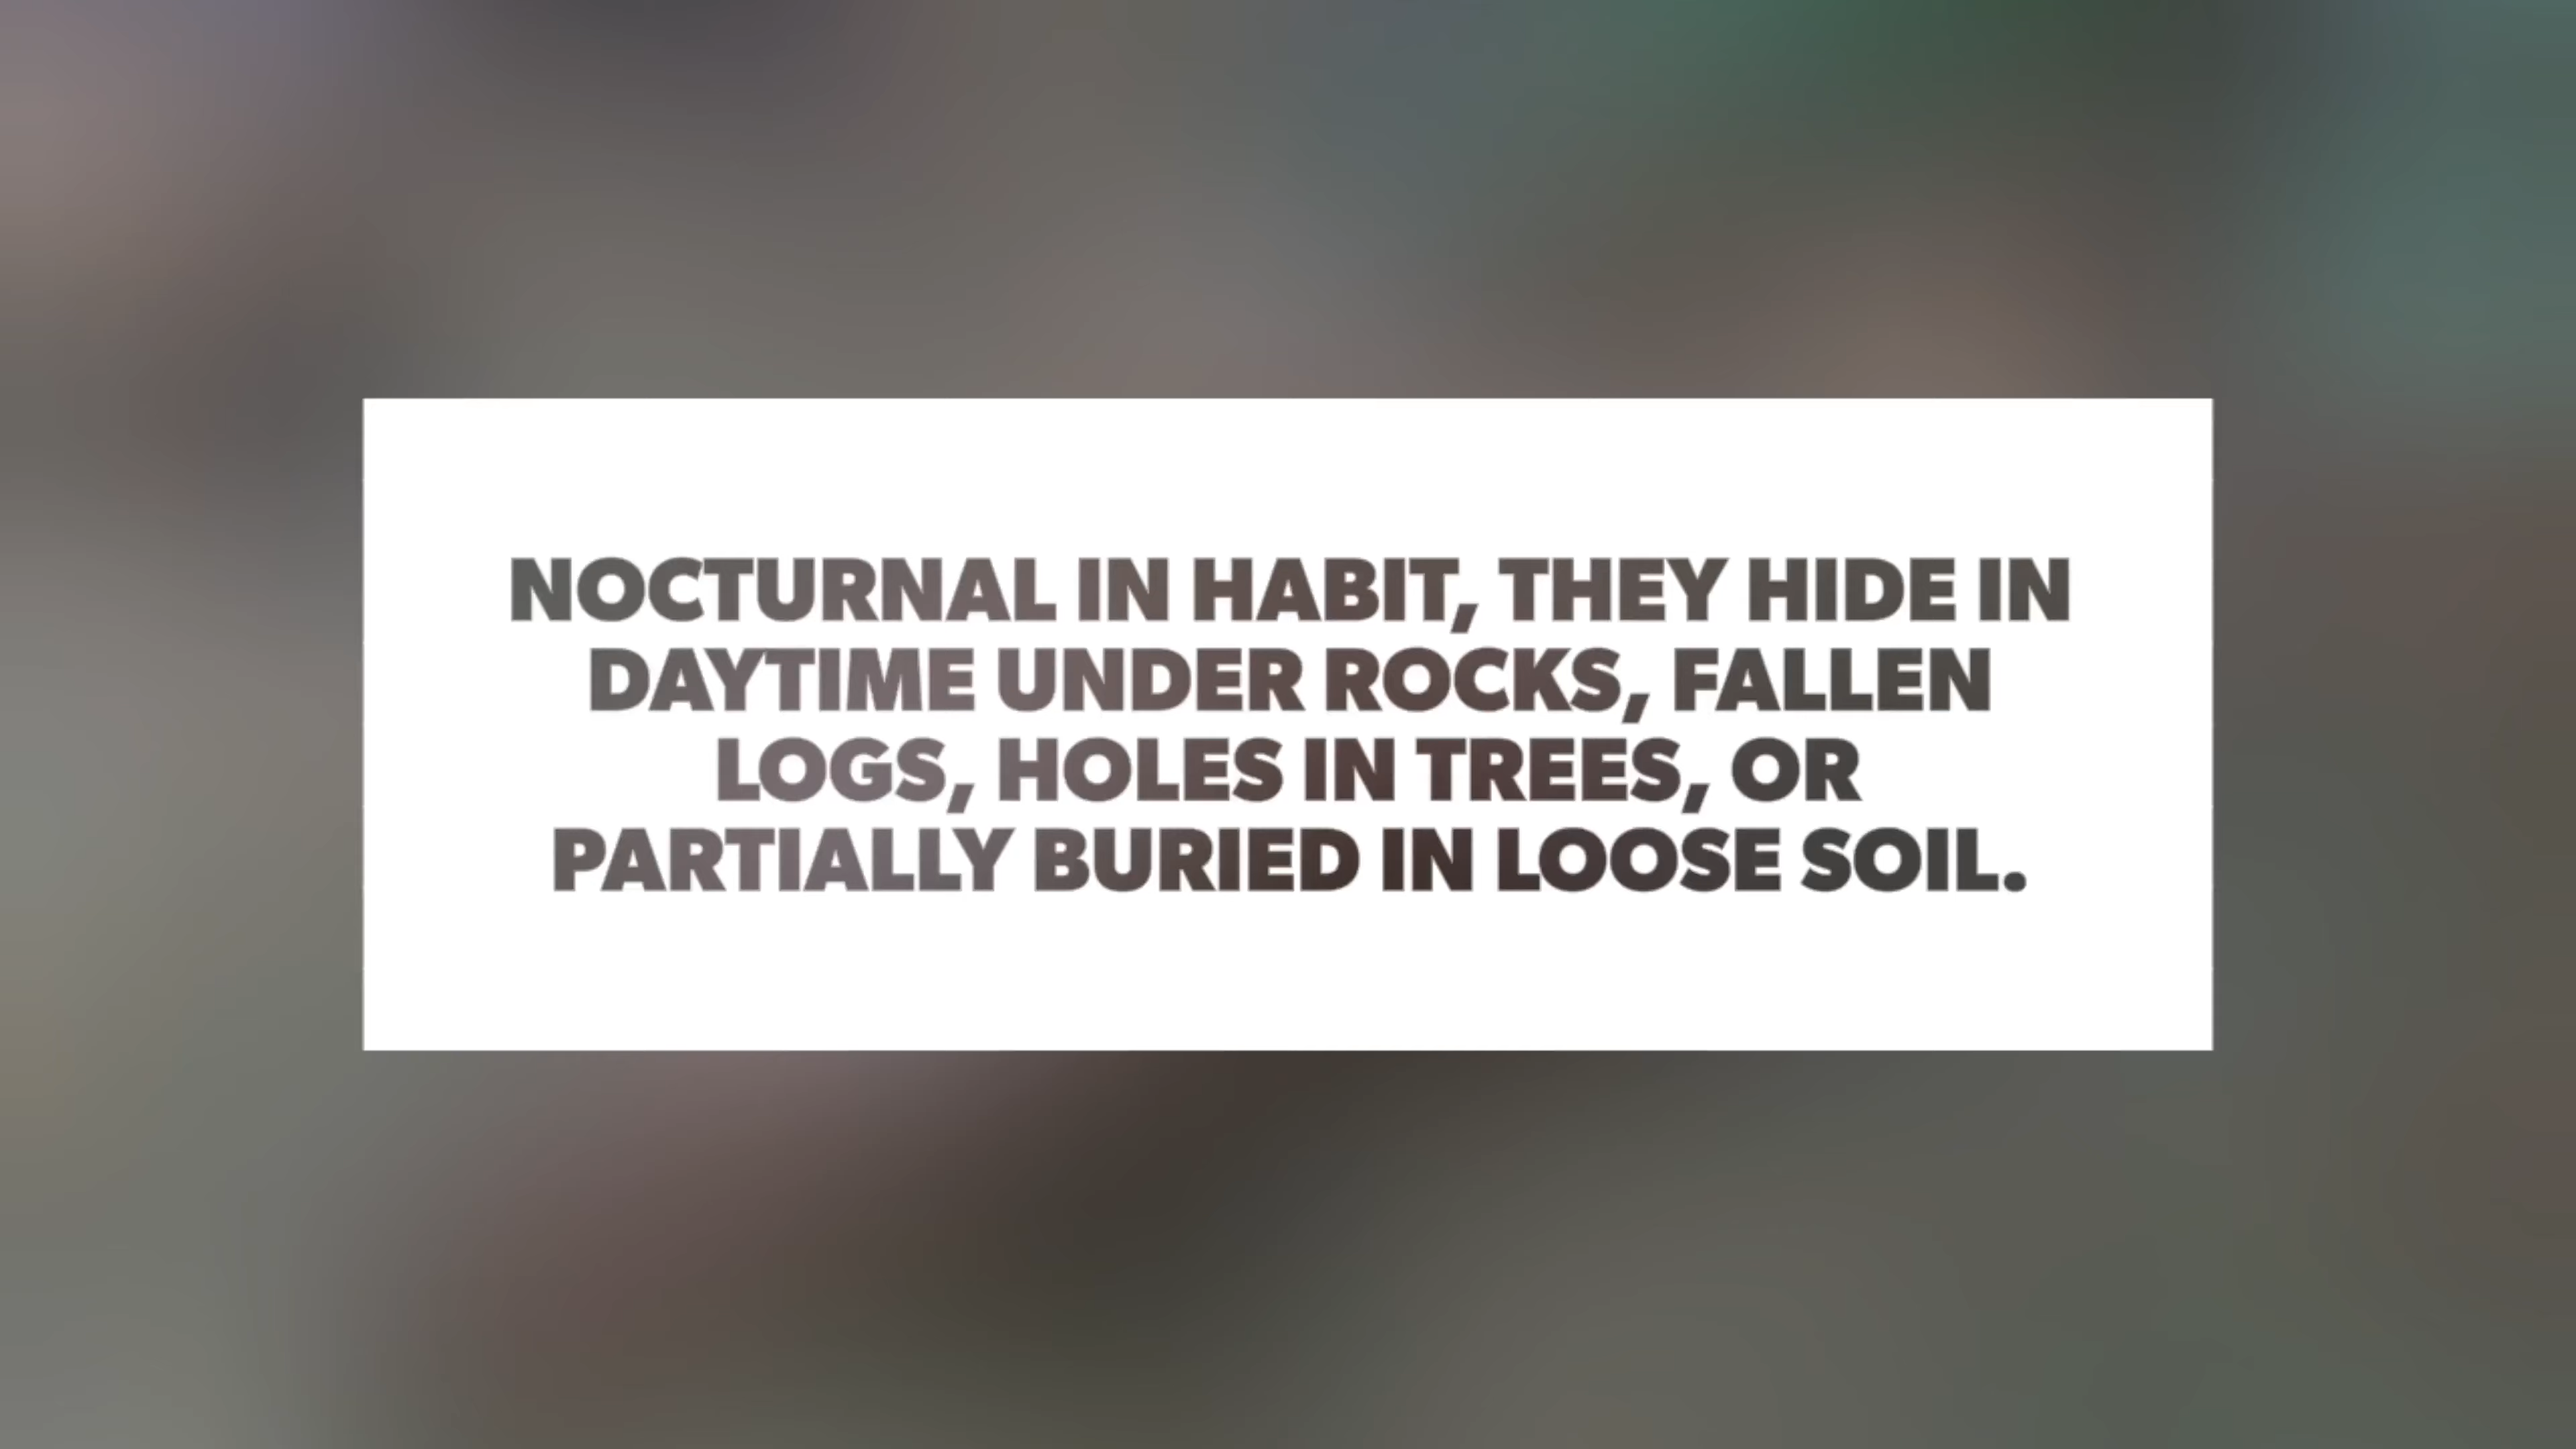 NOCTURNAL IN HABIT, THEY HIDE IN
DAYTIME UNDER ROCKS, FALLEN
LOGS, HOLES IN TREES, OR
PARTIALLY BURIED IN LOOSE SOIL.